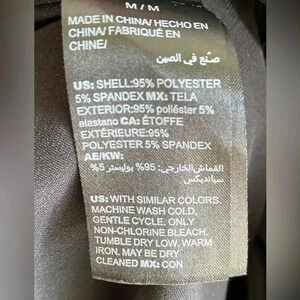 M / M
MADE IN CHINA/ HECHO EN
CHINA/ FABRIQUÉ EN
CHINE/
صنّع في الصين
US: SHELL:95% POLYESTER
5% SPANDEX MX: TELA
EXTERIOR:95% poliéster 5%
elastano CA: ÉTOFFE
EXTÉRIEURE:95%
POLYESTER 5% SPANDEX
AE/KW:
القماش الخارجي: 95% بوليستر 5%
سبانديكس
US: WITH SIMILAR COLORS.
MACHINE WASH COLD,
GENTLE CYCLE. ONLY
NON-CHLORINE BLEACH.
TUMBLE DRY LOW. WARM
IRON. MAY BE DRY
CLEANED MX: CON